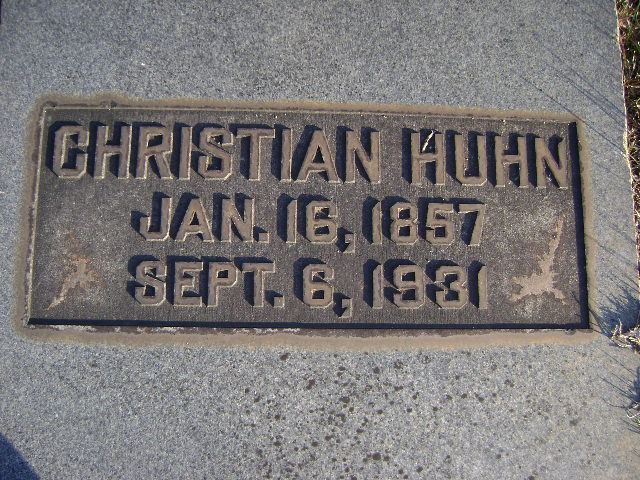 CHRISTIAN HUHN
JAN. 16, 1857
SEPT. 6, 1931